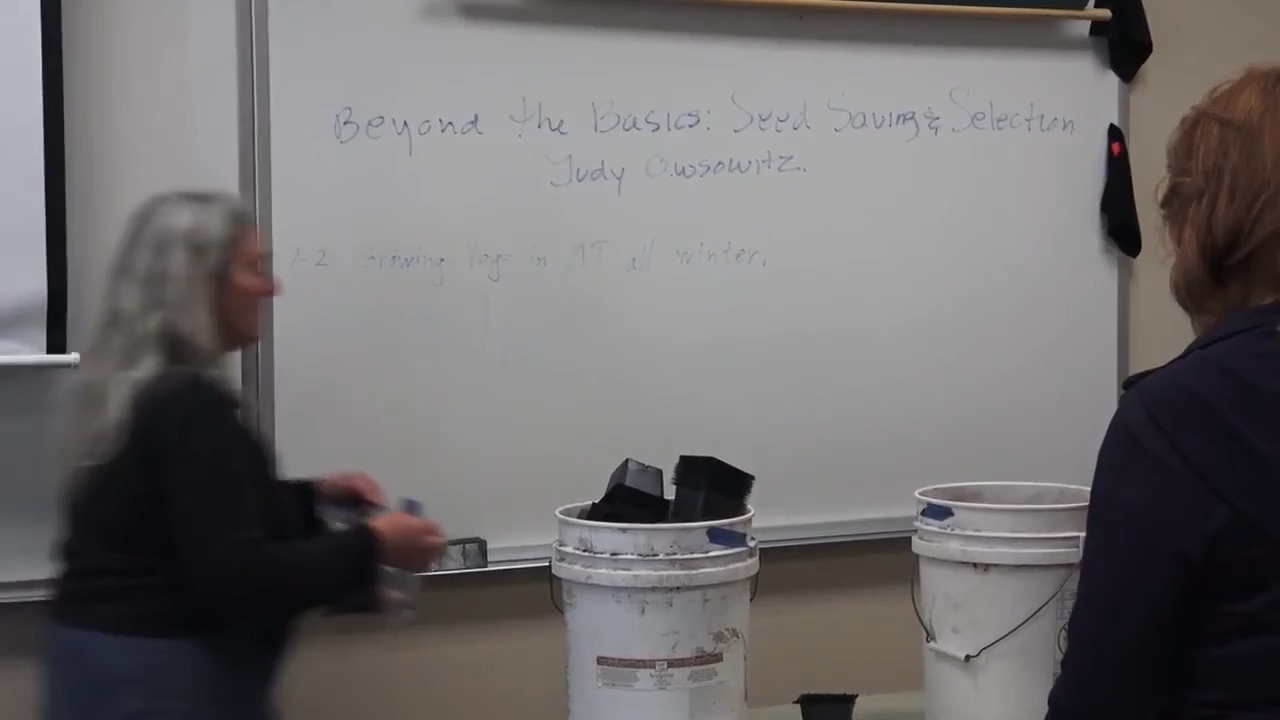 Beyond the Basics: Seed Saving & Selection
Judy Owsowitz.
1-2 Growing Vegs in MT all winter!